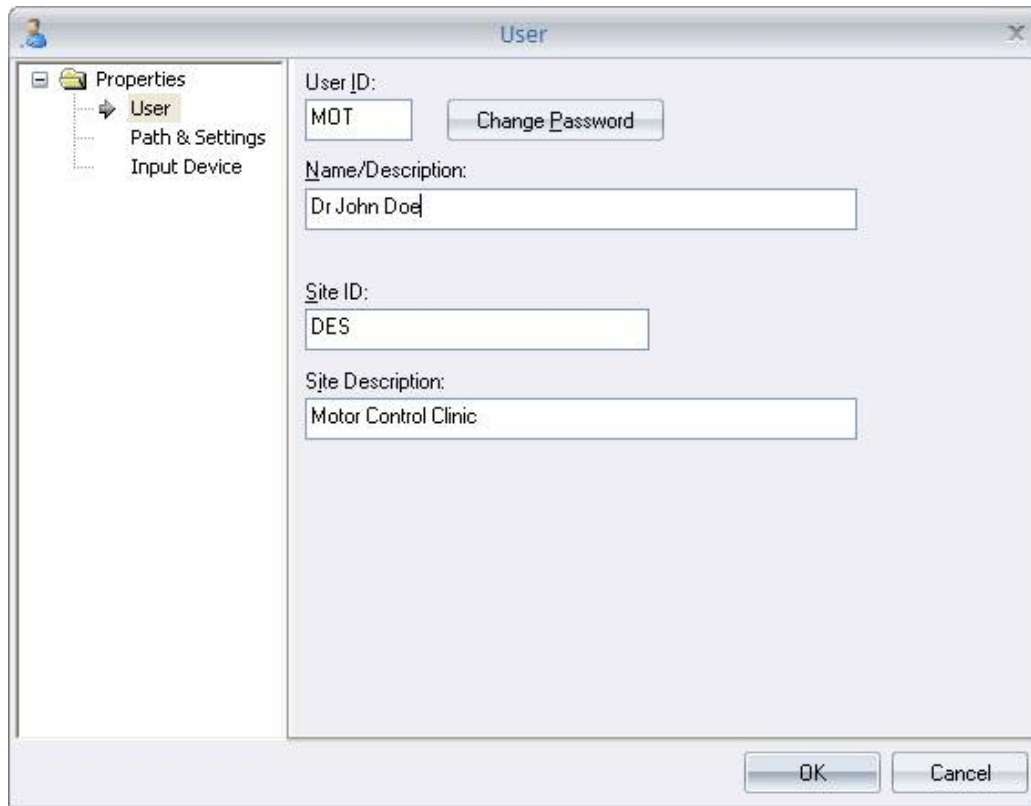 User
Properties
User
Path & Settings
Input Device
User ID:
MOT
Change Password
Name/Description:
Dr John Doe
Site ID:
DES
Site Description:
Motor Control Clinic
OK
Cancel